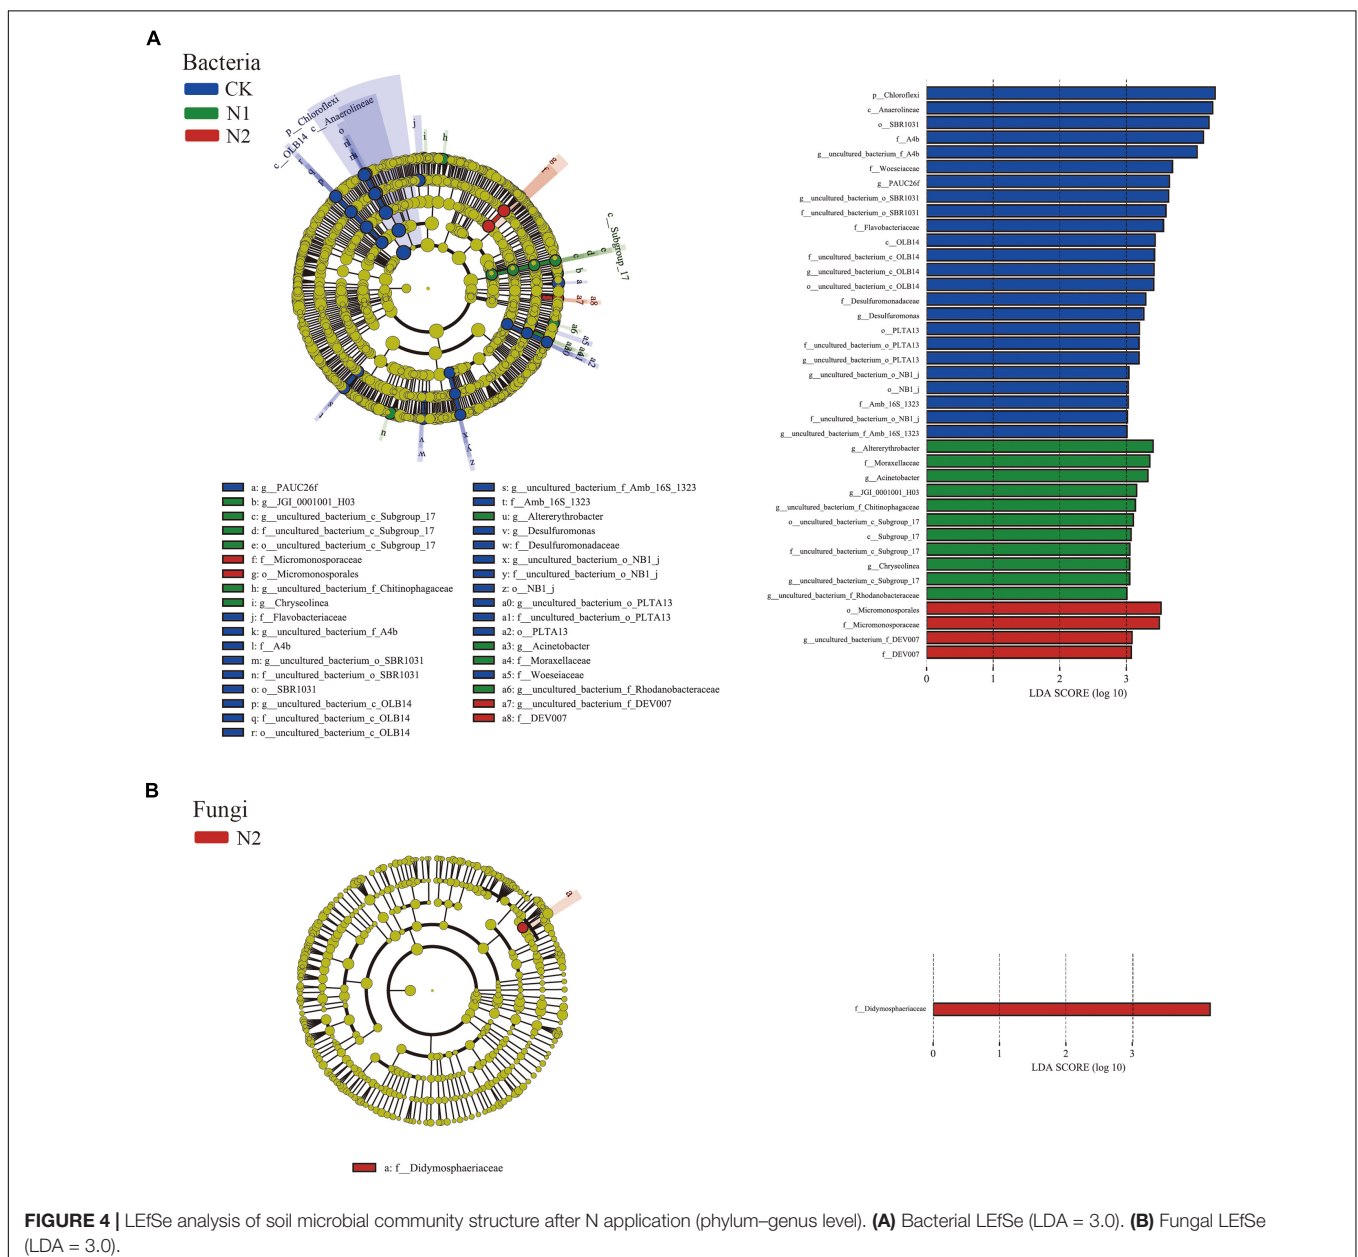 A
Bacteria
CK
N1
N2
p__Chloroflexi
c__Anaerolineae
c__OLB14
c__Subgroup_17
r
o
m
j
i
h
e
d
c
b
a
a8
a7
a6
a5
a2
z
w
v
u
s
a: g__PAUC26f
b: g__JGI_0001001_H03
c: g__uncultured_bacterium_c_Subgroup_17
d: f__uncultured_bacterium_c_Subgroup_17
e: o__uncultured_bacterium_c_Subgroup_17
f: f__Micromonosporaceae
g: o__Micromonosporales
h: g__uncultured_bacterium_f_Chitinophagaceae
i: g__Chryseolinea
j: f__Flavobacteriaceae
k: g__uncultured_bacterium_f_A4b
l: f__A4b
m: g__uncultured_bacterium_o_SBR1031
n: f__uncultured_bacterium_o_SBR1031
o: o__SBR1031
p: g__uncultured_bacterium_c_OLB14
q: f__uncultured_bacterium_c_OLB14
r: o__uncultured_bacterium_c_OLB14
s: g__uncultured_bacterium_f_Amb_16S_1323
t: f__Amb_16S_1323
u: g__Altererythrobacter
v: g__Desulfuromonas
w: f__Desulfuromonadaceae
x: g__uncultured_bacterium_o_NB1_j
y: f__uncultured_bacterium_o_NB1_j
z: o__NB1_j
a0: g__uncultured_bacterium_o_PLTA13
a1: f__uncultured_bacterium_o_PLTA13
a2: o__PLTA13
a3: g__Acinetobacter
a4: f__Moraxellaceae
a5: f__Woeseiaceae
a6: g__uncultured_bacterium_f_Rhodanobacteraceae
a7: g__uncultured_bacterium_f_DEV007
a8: f__DEV007
p__Chloroflexi
c__Anaerolineae
o__SBR1031
f__A4b
g__uncultured_bacterium_f_A4b
f__Woeseiaceae
g__PAUC26f
g__uncultured_bacterium_o_SBR1031
f__uncultured_bacterium_o_SBR1031
f__Flavobacteriaceae
c__OLB14
f__uncultured_bacterium_c_OLB14
g__uncultured_bacterium_c_OLB14
o__uncultured_bacterium_c_OLB14
f__Desulfuromonadaceae
g__Desulfuromonas
o__PLTA13
f__uncultured_bacterium_o_PLTA13
g__uncultured_bacterium_o_PLTA13
g__uncultured_bacterium_o_NB1_j
o__NB1_j
f__Amb_16S_1323
f__uncultured_bacterium_o_NB1_j
g__uncultured_bacterium_f_Amb_16S_1323
g__Altererythrobacter
f__Moraxellaceae
g__Acinetobacter
g__JGI_0001001_H03
g__uncultured_bacterium_f_Chitinophagaceae
o__uncultured_bacterium_c_Subgroup_17
c__Subgroup_17
f__uncultured_bacterium_c_Subgroup_17
g__Chryseolinea
g__uncultured_bacterium_c_Subgroup_17
g__uncultured_bacterium_f_Rhodanobacteraceae
o__Micromonosporales
f__Micromonosporaceae
g__uncultured_bacterium_f_DEV007
f__DEV007
0 1 2 3
LDA SCORE (log 10)
B
Fungi
N2
a
a: f__Didymosphaeriaceae
f__Didymosphaeriaceae
0 1 2 3
LDA SCORE (log 10)
FIGURE 4 | LEfSe analysis of soil microbial community structure after N application (phylum–genus level). (A) Bacterial LEfSe (LDA = 3.0). (B) Fungal LEfSe
(LDA = 3.0).